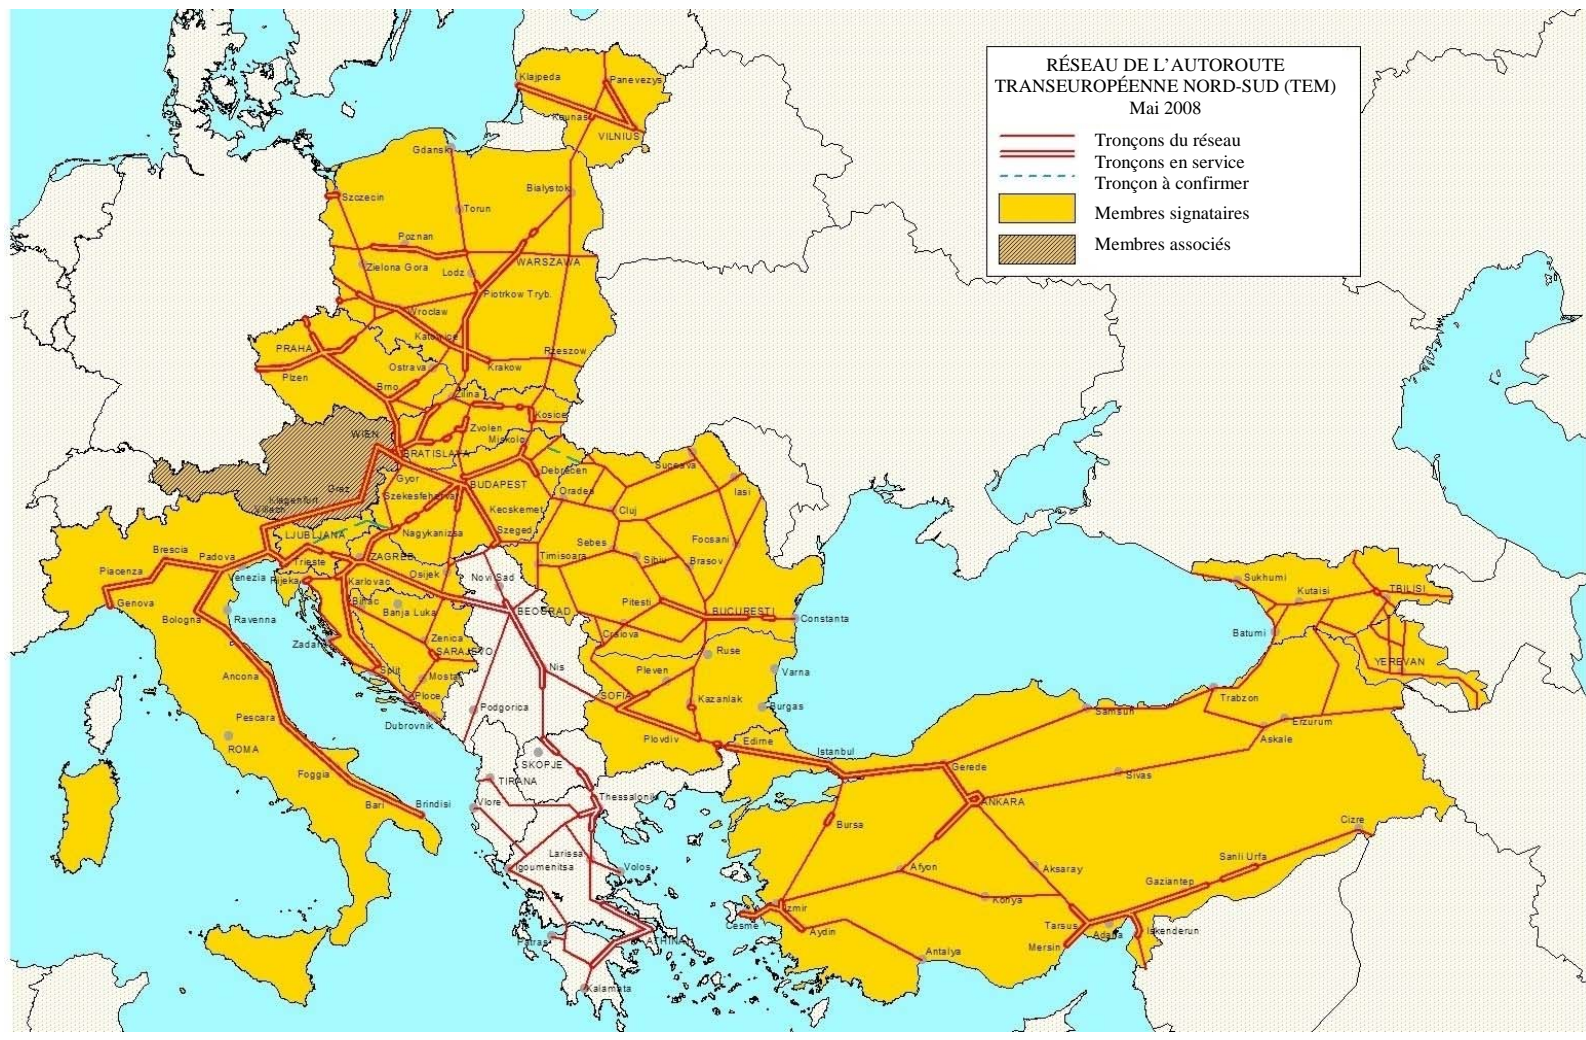 RÉSEAU DE L'AUTOROUTE
TRANSEUROPÉENNE NORD-SUD (TEM)
Mai 2008
Tronçons du réseau
Tronçons en service
Tronçon à confirmer
Membres signataires
Membres associés
Klajpeda
Panevezys
Kaunas
VILNIUS
Gdansk
Szczecin
Bialystok
Torun
Poznan
Zielona Gora
Lodz
WARSZAWA
Piotrkow Tryb.
Wroclaw
Katowice
PRAHA
Rzeszow
Ostrava
Krakow
Plzen
Brno
Zilina
Kosice
WIEN
Zvolen
Miskolc
BRATISLATA
Suceava
Debrecen
Gyor
BUDAPEST
Iasi
Graz
Szekesfehervar
Oradea
Klagenfurt
Villach
Kecskemet
Cluj
LJUBLJANA
Nagykanizsa
Szeged
Focsani
Brescia
Padova
ZAGREB
Timisoara
Sebes
Sibiu
Brasov
Piacenza
Trieste
Venezia
Rijeka
Karlovac
Osijek
Novi Sad
Sukhumi
Kutaisi
TBILISI
Genova
Bihac
Banja Luka
BEOGRAD
Pitesti
BUCURESTI
Constanta
Bologna
Ravenna
Craiova
Batumi
Zadar
Zenica
SARAJEVO
Ruse
YEREVAN
Ancona
Split
Mostar
Nis
Pleven
Varna
Ploce
SOFIA
Kazanlak
Trabzon
Podgorica
Burgas
Samsun
Pescara
Dubrovnik
Erzurum
ROMA
Plovdiv
Edirne
Istanbul
Askale
SKOPJE
Gerede
Foggia
TIRANA
Sivas
Bari
Brindisi
Vlore
Thessaloniki
ANKARA
Bursa
Cizre
Larissa
Igoumenitsa
Volos
Afyon
Aksaray
Sanli Urfa
Gaziantep
Konya
Izmir
Cesme
Aydin
Tarsus
Adana
Iskenderun
Patras
ATHINA
Mersin
Antalya
Kalamata